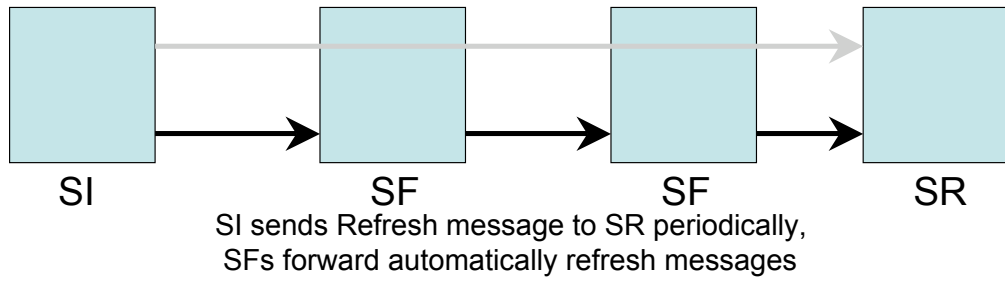 SI SF SF SR
SI sends Refresh message to SR periodically,
SFs forward automatically refresh messages